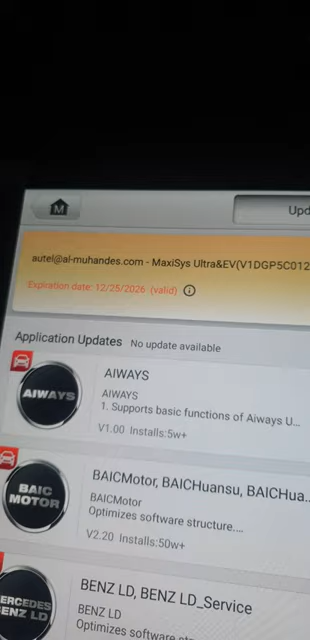 M
Upd
autel@al-muhandes.com - MaxiSys Ultra&EV(V1DGP5C012
Expiration date: 12/25/2026 (valid)
Application Updates No update available
AIWAYS
AIWAYS
AIWAYS
1. Supports basic functions of Aiways U...
V1.00 Installs:5w+
BAIC
MOTOR
BAICMotor, BAICHuansu, BAICHua...
BAICMotor
Optimizes software structure....
V2.20 Installs:50w+
ERCEDES
BENZ LD
BENZ LD, BENZ LD_Service
BENZ LD
Optimizes software